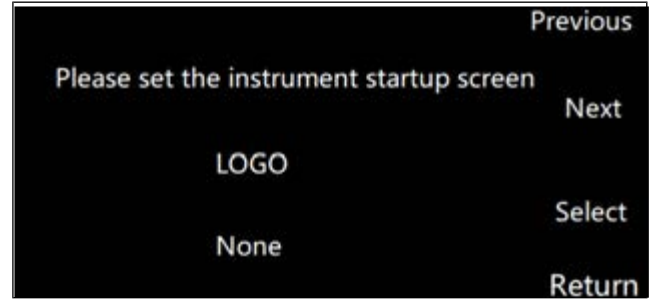 Previous
Please set the instrument startup screen
Next
LOGO
Select
None
Return